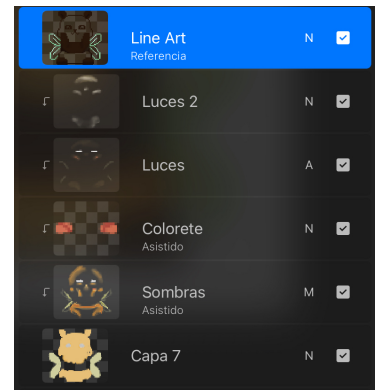 Line Art N
Referencia
Luces 2 N
Luces A
Colorete N
Asistido
Sombras M
Asistido
Capa 7 N